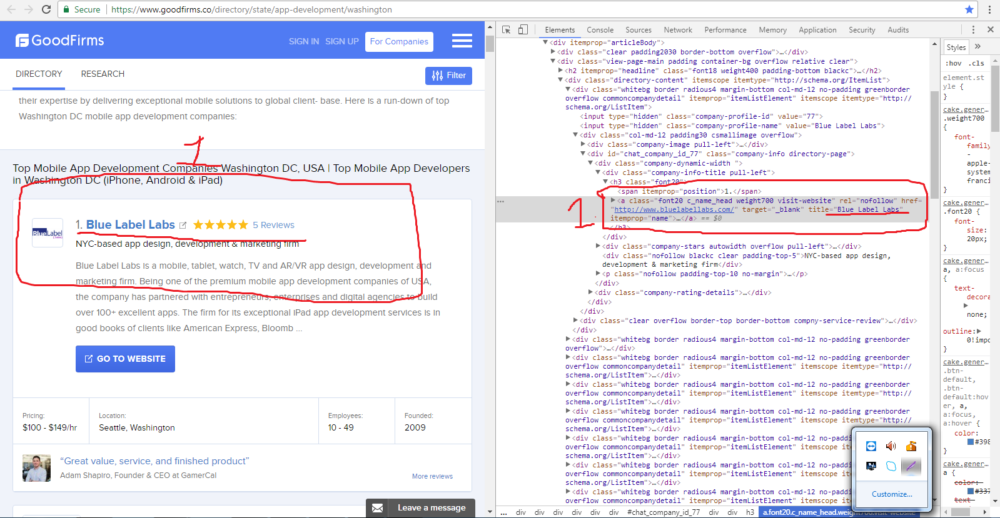 Secure | https://www.goodfirms.co/directory/state/app-development/washington
GoodFirms
SIGN IN SIGN UP For Companies
DIRECTORY RESEARCH Filter
their expertise by delivering exceptional mobile solutions to global client- base. Here is a run-down of top
Washington DC mobile app development companies:
1
Top Mobile App Development Companies Washington DC, USA | Top Mobile App Developers
in Washington DC (iPhone, Android & iPad)
BlueLabel
1. Blue Label Labs 5 Reviews
NYC-based app design, development & marketing firm
Blue Label Labs is a mobile, tablet, watch, TV and AR/VR app design, development and
marketing firm. Being one of the premium mobile app development companies of USA,
the company has partnered with entrepreneurs, enterprises and digital agencies to build
over 100+ excellent apps. The firm for its exceptional iPad app development services is in
good books of clients like American Express, Bloomb ...
GO TO WEBSITE
Pricing: Location: Employees: Founded:
$100 - $149/hr Seattle, Washington 10 - 49 2009
“Great value, service, and finished product”
Adam Shapiro, Founder & CEO at GamerCal
More reviews
Leave a message
Elements Console Sources Network Performance Memory Application Security Audits
<div itemprop="articleBody">
<div class="clear padding2030 border-bottom overflow">…</div>
<div class="view-page-main padding container-bg overflow relative clear">
<h2 itemprop="headline" class="font18 weight400 padding-bottom blackc">…</h2>
<div class="directory-content" itemscope itemtype="http://schema.org/ItemList">
<div class="whitebg border radius4 margin-bottom col-md-12 no-padding greenborder
overflow commoncompanydetail" itemprop="itemListElement" itemscope itemtype="http://
schema.org/ListItem">
<input type="hidden" class="company-profile-id" value="77">
<input type="hidden" class="company-profile-name" value="Blue Label Labs">
<div class="col-md-12 padding30 csmallimage overflow">
<div class="company-image pull-left">…</div>
<div id="chat_company_id_77" class="company-info directory-page">
<div class="company-dynamic-width ">
<div class="company-info-title pull-left">
<h3 class="font20">
<span itemprop="position">1.</span>
1.
<a class="font20 c_name_head weight700 visit-website" rel="nofollow" href=
"http://www.bluelabellabs.com/" target="_blank" title="Blue Label Labs"
itemprop="name">…</a> == $0
</h3>
</div>
<div class="company-stars autowidth overflow pull-left">…</div>
<div class="nofollow blackc clear padding-top-5">NYC-based app design,
development & marketing firm</div>
<p class="nofollow padding-top-10 no-margin">…</p>
</div>
<div class="company-rating-details">…</div>
</div>
</div>
<div class="clear overflow border-top border-bottom compny-service-review">…</div>
</div>
<div class="whitebg border radius4 margin-bottom col-md-12 no-padding greenborder
overflow">…</div>
<div class="whitebg border radius4 margin-bottom col-md-12 no-padding greenborder
overflow commoncompanydetail" itemprop="itemListElement" itemscope itemtype="http://
schema.org/ListItem">…</div>
<div class="whitebg border radius4 margin-bottom col-md-12 no-padding greenborder
overflow commoncompanydetail" itemprop="itemListElement" itemscope itemtype="http://
schema.org/ListItem">…</div>
<div class="whitebg border radius4 margin-bottom col-md-12 no-padding greenborder
overflow commoncompanydetail" itemprop="itemListElement" itemscope itemtype="http://
schema.org/ListItem">…</div>
<div class="whitebg border radius4 margin-bottom col-md-12 no-padding
overflow commoncompanydetail" itemprop="itemListElement" itemscope
schema.org/ListItem">…</div>
<div class="whitebg border radius4 margin-bottom col-md-12 no-padding
overflow commoncompanydetail" itemprop="itemListElement" itemscope
schema.org/ListItem">…</div>
<div class="whitebg border radius4 margin-bottom col-md-12 no-padding
overflow commoncompanydetail" itemprop="itemListElement" itemscope
... div div div div div #chat_company_id_77 div div h3 a.font20.c_name_head.weight700.visit-website
Styles
:hov .cls
element.st
yle {
}
cake.gener…
.weight700
{
font-
family
-
apple-
system
franci
}
cake.gener…
.font20 {
font-
size:
20px;
}
cake.gener…
a, a:focus
{
text-
decora
none;
outline:
0!impo
}
cake.gener…
.btn-
default,
.btn-
default:hov
er, a,
a:focus,
a:hover {
color:
#398
}
cake.gener…
a {
color:
#337
text-
Customize...